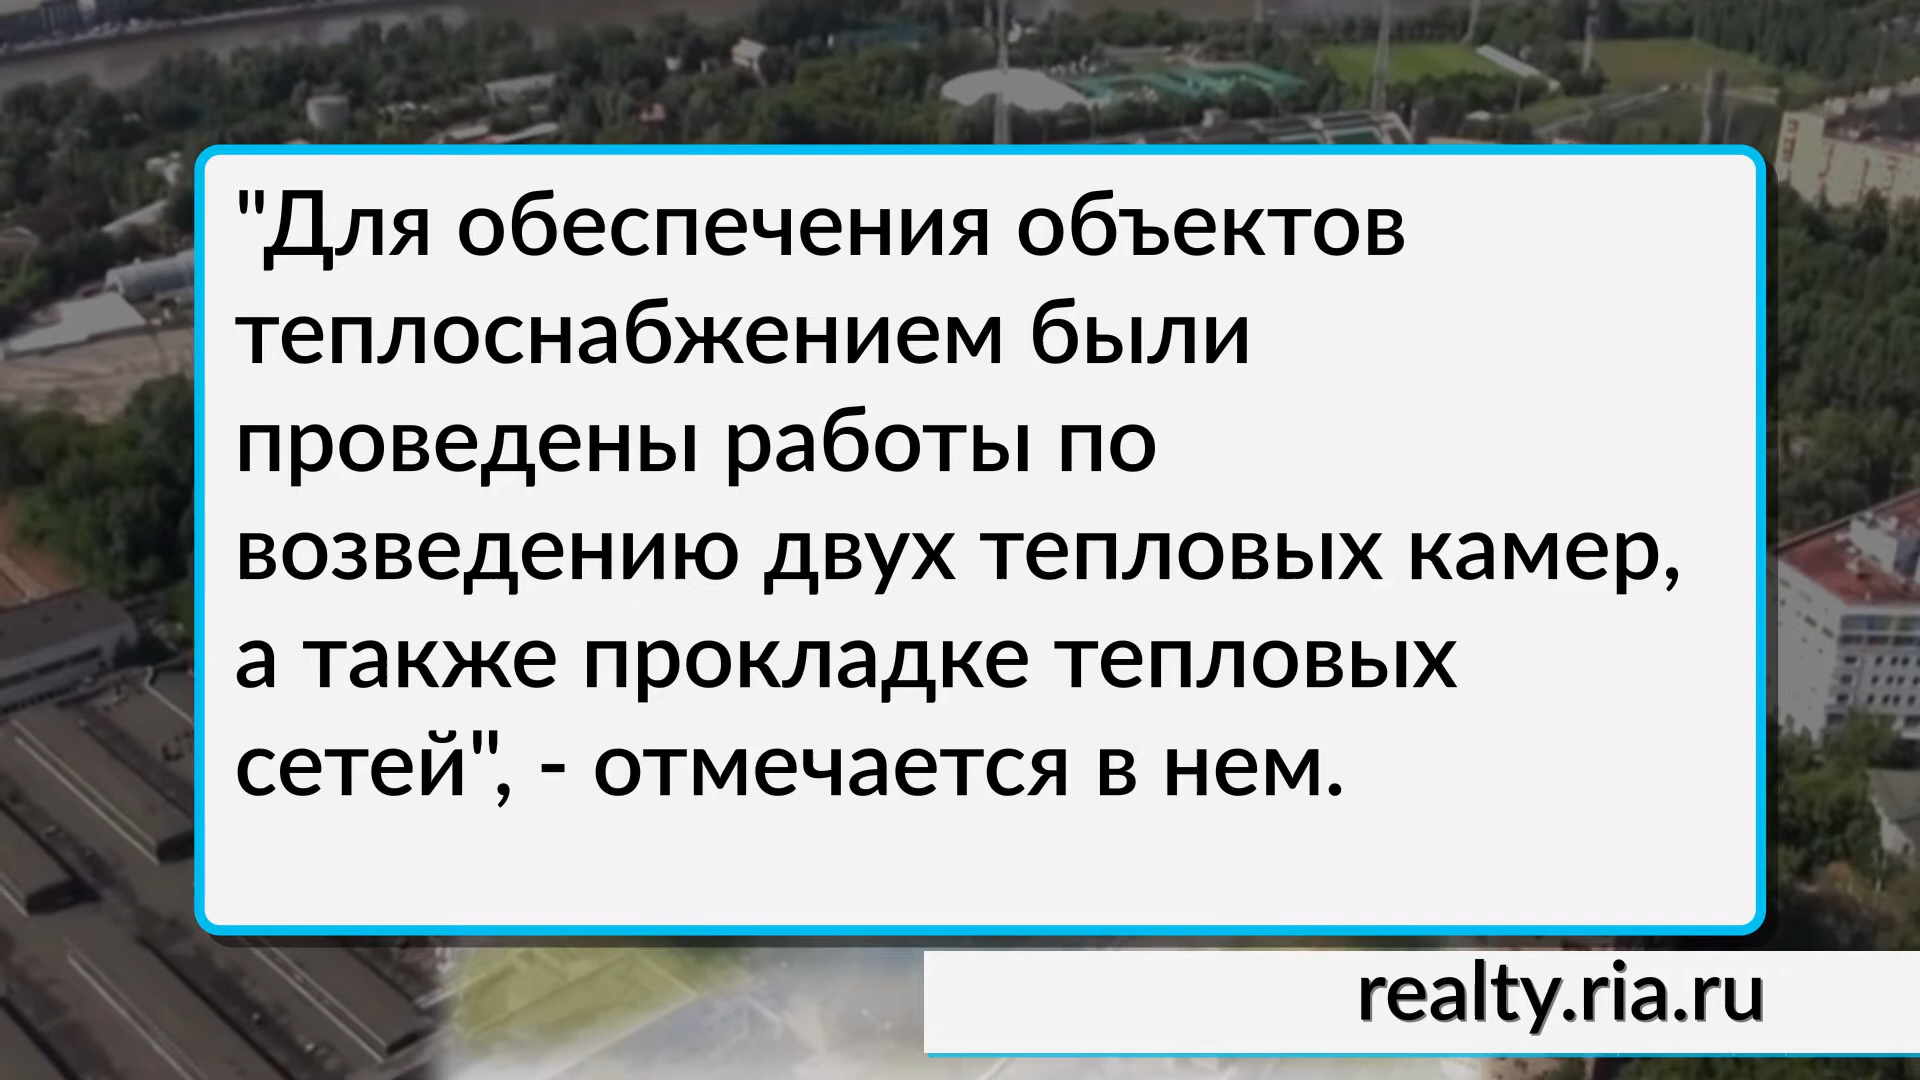 "Для обеспечения объектов
теплоснабжением были
проведены работы по
возведению двух тепловых камер,
а также прокладке тепловых
сетей", - отмечается в нем.
realty.ria.ru